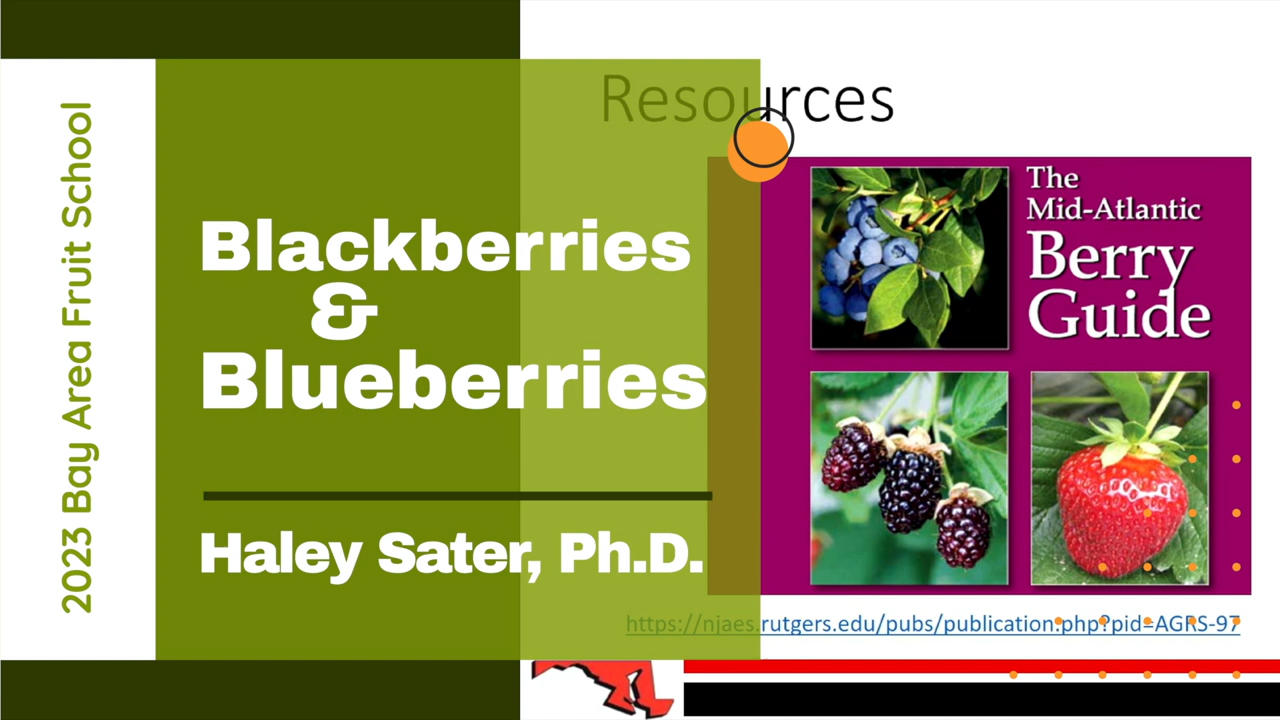 2023 Bay Area Fruit School
Blackberries
&
Blueberries
Haley Sater, Ph.D.
Resources
The
Mid-Atlantic
Berry
Guide
https://njaes.rutgers.edu/pubs/publication.php?pid=AGRS-97